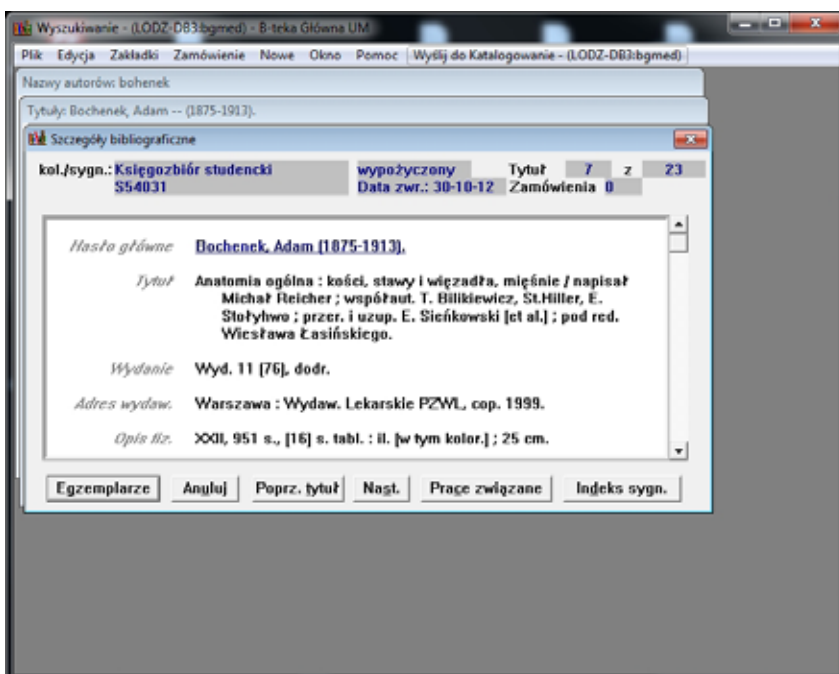 Wyszukiwanie - (LODZ-DB3:bgmed) - B-teka Główna UM
Plik Edycja Zakładki Zamówienie Nowe Okno Pomoc Wyślij do Katalogowanie - (LODZ-DB3:bgmed)
Nazwy autorów: bohenek
Tytuły: Bochenek, Adam -- (1875-1913).
Szczegóły bibliograficzne
kol./sygn.: Księgozbiór studencki wypożyczony Tytuł 7 z 23
S54031 Data zwr.: 30-10-12 Zamówienia 0
Hasło główne Bochenek, Adam (1875-1913).
Tytuł Anatomia ogólna : kości, stawy i więzadła, mięśnie / napisał
Michał Reicher ; współaut. T. Bilikiewicz, St.Hiller, E.
Stołyhwo ; przer. i uzup. E. Sieńkowski [et al.] ; pod red.
Wiesława Łasińskiego.
Wydanie Wyd. 11 [76], dodr.
Adres wydaw. Warszawa : Wydaw. Lekarskie PZWL, cop. 1999.
Opis fiz. XXII, 951 s., [16] s. tabl. : il. [w tym kolor.] ; 25 cm.
Egzemplarze Anuluj Poprz. tytuł Nast. Prace związane Indeks sygn.